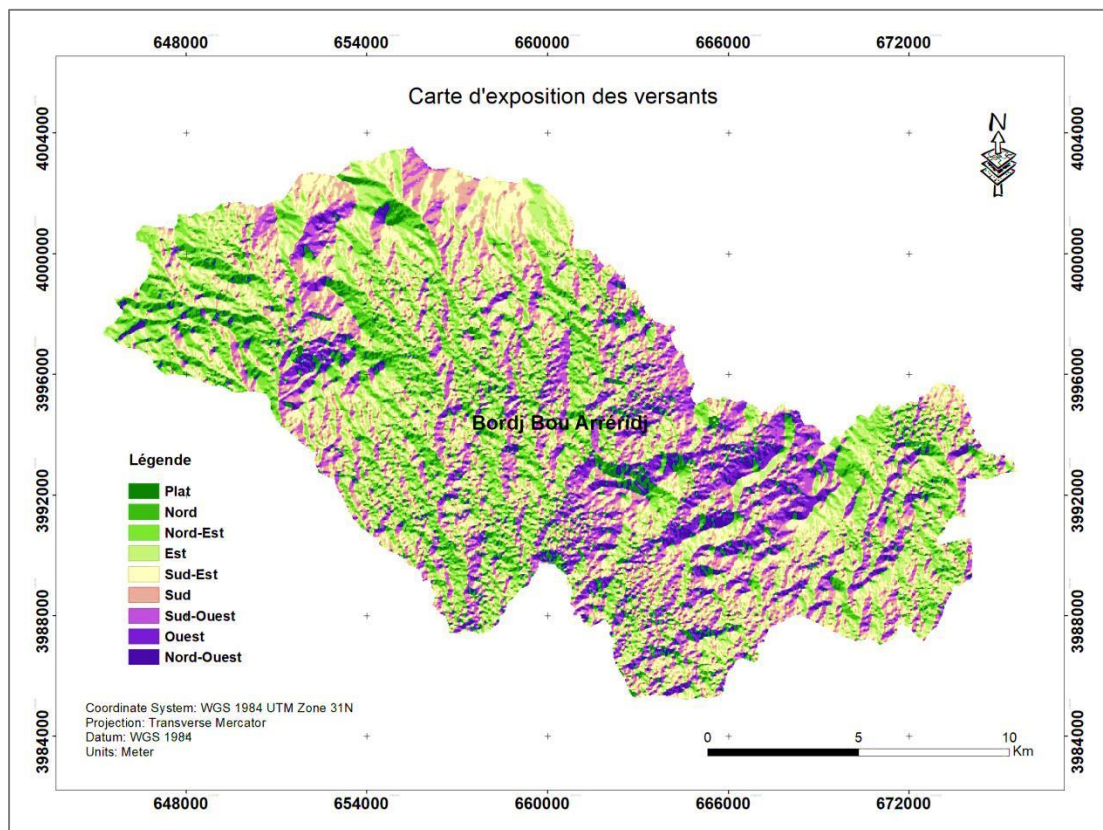 648000 654000 660000 666000 672000
Carte d'exposition des versants
N
4004000 4004000
4000000 4000000
3996000 3996000
Bordj Bou Arréridj
3992000 3992000
3988000 3988000
3984000 3984000
Légende
Plat
Nord
Nord-Est
Est
Sud-Est
Sud
Sud-Ouest
Ouest
Nord-Ouest
Coordinate System: WGS 1984 UTM Zone 31N
Projection: Transverse Mercator
Datum: WGS 1984
Units: Meter
0 5 10
Km
648000 654000 660000 666000 672000